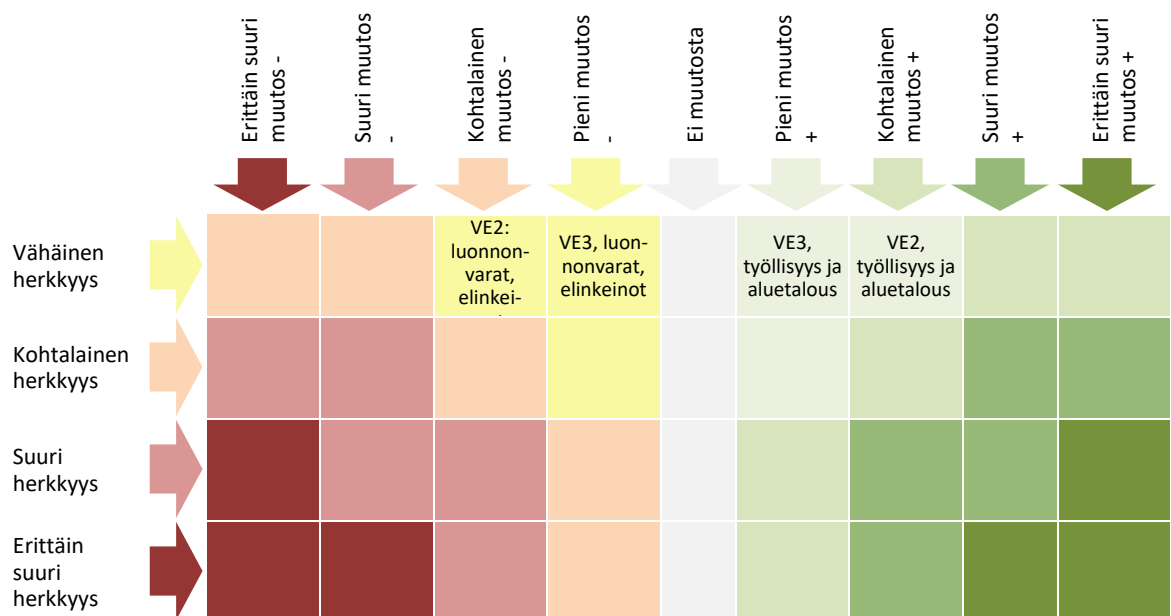 Erittäin suuri
muutos -
Suuri muutos
-
Kohtalainen
muutos -
Pieni muutos
-
Ei muutosta
Pieni muutos
+
Kohtalainen
muutos +
Suuri muutos
+
Erittäin suuri
muutos +
Vähäinen
herkkyys
VE2:
luonnon-
varat,
elinkei-
VE3, luon-
nonvarat,
elinkeinot
VE3,
työllisyys ja
aluetalous
VE2,
työllisyys ja
aluetalous
Kohtalainen
herkkyys
Suuri
herkkyys
Erittäin
suuri
herkkyys